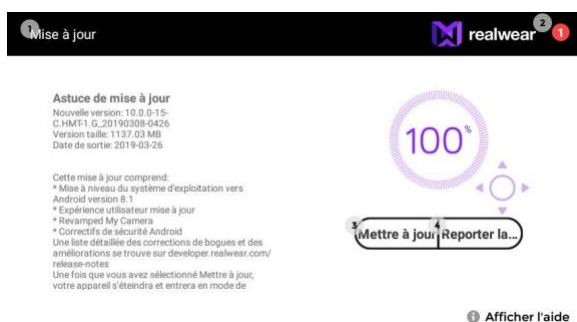 1
Mise à jour
realwear
2
1
Astuce de mise à jour
Nouvelle version: 10.0.0-15-
C.HMT-1.G_20190308-0426
Version taille: 1137.03 MB
Date de sortie: 2019-03-26
Cette mise à jour comprend:
* Mise à niveau du système d'exploitation vers
Android version 8.1
* Expérience utilisateur mise à jour
* Revamped My Camera
* Correctifs de sécurité Android
Une liste détaillée des corrections de bogues et des
améliorations se trouve sur developer.realwear.com/
release-notes
Une fois que vous avez sélectionné Mettre à jour,
votre appareil s'éteindra et entrera en mode de
100%
3
Mettre à jour
4
Reporter la...
Afficher l'aide